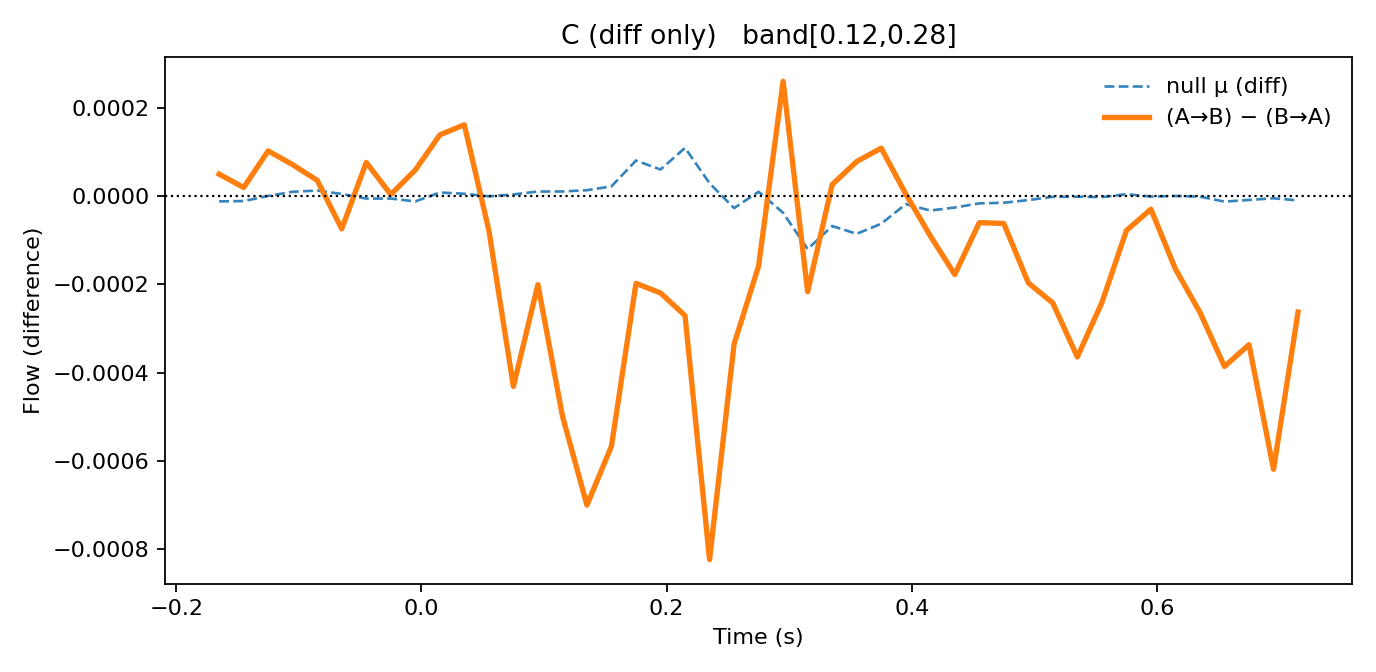 C (diff only)   band[0.12,0.28]
null μ (diff)
(A→B) − (B→A)
Flow (difference)
0.0002
0.0000
−0.0002
−0.0004
−0.0006
−0.0008
−0.2
0.0
0.2
0.4
0.6
Time (s)